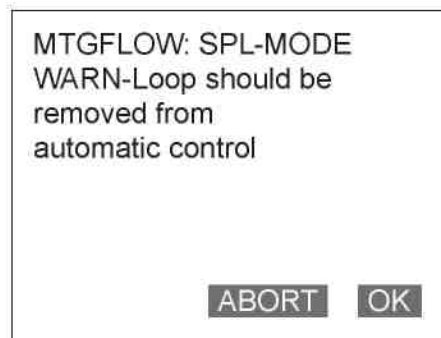 MTGFLOW: SPL-MODE
WARN-Loop should be
removed from
automatic control
ABORT OK